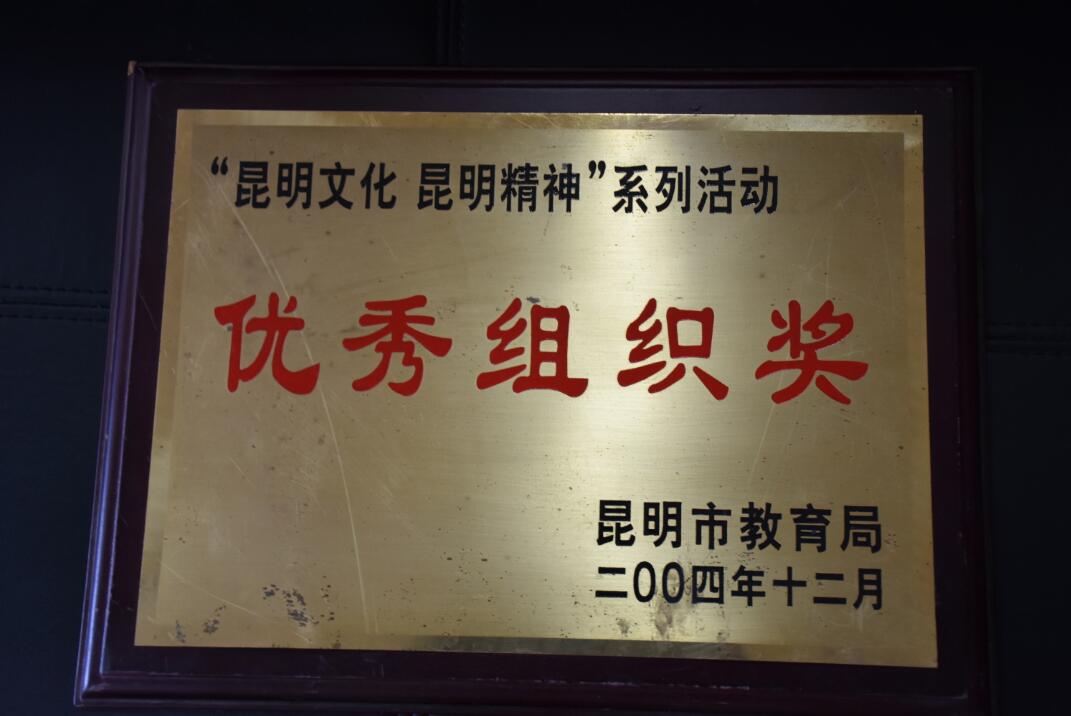 “昆明文化 昆明精神”系列活动
优秀组织奖
昆明市教育局
二00四年十二月